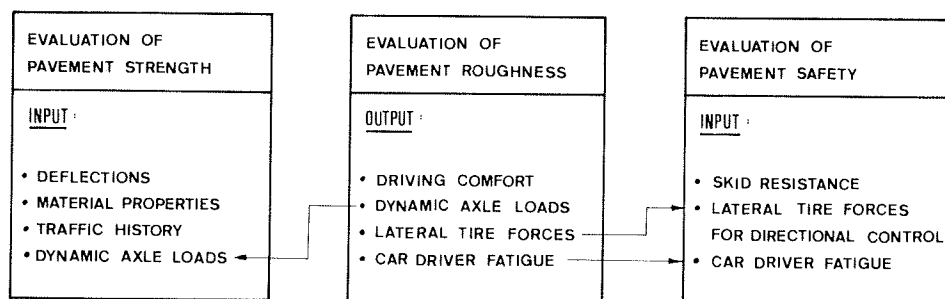 EVALUATION OF
PAVEMENT STRENGTH
INPUT :
• DEFLECTIONS
• MATERIAL PROPERTIES
• TRAFFIC HISTORY
• DYNAMIC AXLE LOADS
EVALUATION OF
PAVEMENT ROUGHNESS
OUTPUT :
• DRIVING COMFORT
• DYNAMIC AXLE LOADS
• LATERAL TIRE FORCES
• CAR DRIVER FATIGUE
EVALUATION OF
PAVEMENT SAFETY
INPUT :
• SKID RESISTANCE
• LATERAL TIRE FORCES
FOR DIRECTIONAL CONTROL
• CAR DRIVER FATIGUE